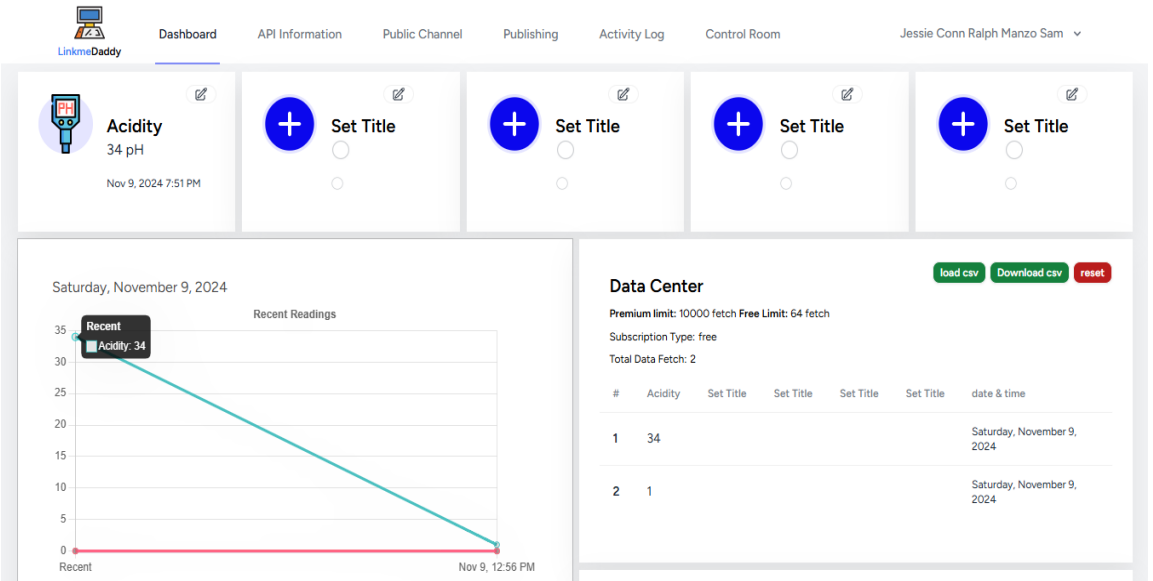 LinkmeDaddy
Dashboard
API Information
Public Channel
Publishing
Activity Log
Control Room
Jessie Conn Ralph Manzo Sam
PH
Acidity
34 pH
Nov 9, 2024 7:51 PM
Set Title
Set Title
Set Title
Set Title
Saturday, November 9, 2024
Recent Readings
35
30
25
20
15
10
5
0
Recent
Acidity: 34
Recent
Nov 9, 12:56 PM
load csv
Download csv
reset
Data Center
Premium limit: 10000 fetch Free Limit: 64 fetch
Subscription Type: free
Total Data Fetch: 2
# Acidity Set Title Set Title Set Title Set Title date & time
1 34 Saturday, November 9,
2024
2 1 Saturday, November 9,
2024